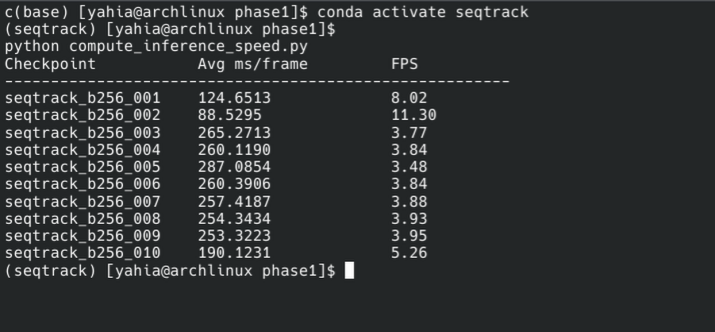 c(base) [yahia@archlinux phase1]$ conda activate seqtrack
(seqtrack) [yahia@archlinux phase1]$
python compute_inference_speed.py
Checkpoint Avg ms/frame FPS
------------------------------------------------------------
seqtrack_b256_001 124.6513 8.02
seqtrack_b256_002 88.5295 11.30
seqtrack_b256_003 265.2713 3.77
seqtrack_b256_004 260.1190 3.84
seqtrack_b256_005 287.0854 3.48
seqtrack_b256_006 260.3906 3.84
seqtrack_b256_007 257.4187 3.88
seqtrack_b256_008 254.3434 3.93
seqtrack_b256_009 253.3223 3.95
seqtrack_b256_010 190.1231 5.26
(seqtrack) [yahia@archlinux phase1]$